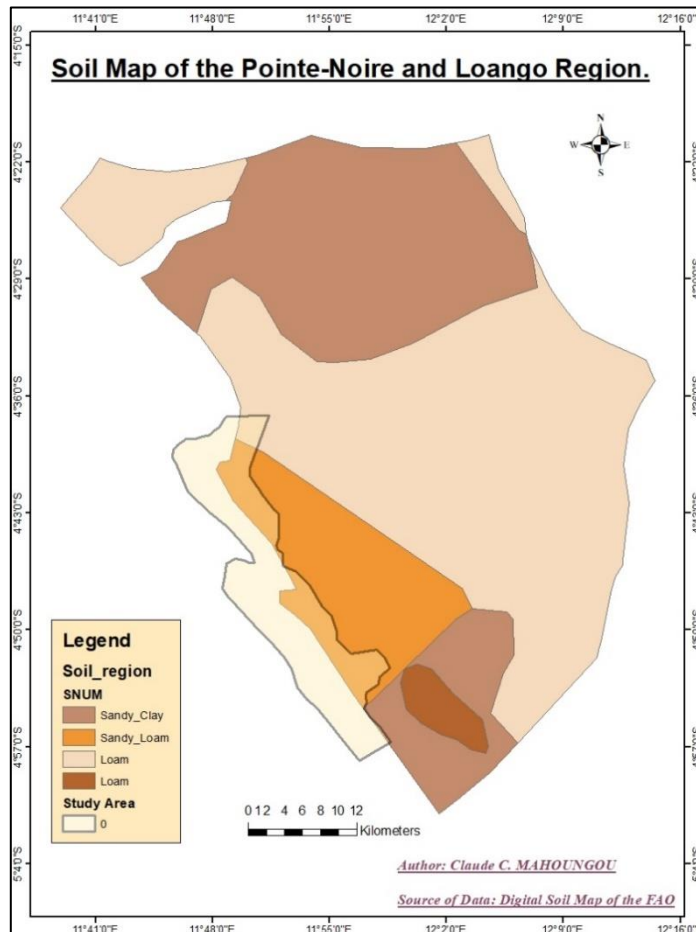 11°41'0"E 11°48'0"E 11°55'0"E 12°2'0"E 12°9'0"E 12°16'0"E
Soil Map of the Pointe-Noire and Loango Region.
N
W E
S
4°15'0"S
4°22'0"S
4°29'0"S
4°36'0"S
4°43'0"S
4°50'0"S
4°57'0"S
Legend
Soil_region
SNUM
Sandy_Clay
Sandy_Loam
Loam
Loam
Study Area
0
0 1 2 4 6 8 10 12
Kilometers
Author: Claude C. MAHOUNGOU
Source of Data: Digital Soil Map of the FAO
11°41'0"E 11°48'0"E 11°55'0"E 12°2'0"E 12°9'0"E 12°16'0"E